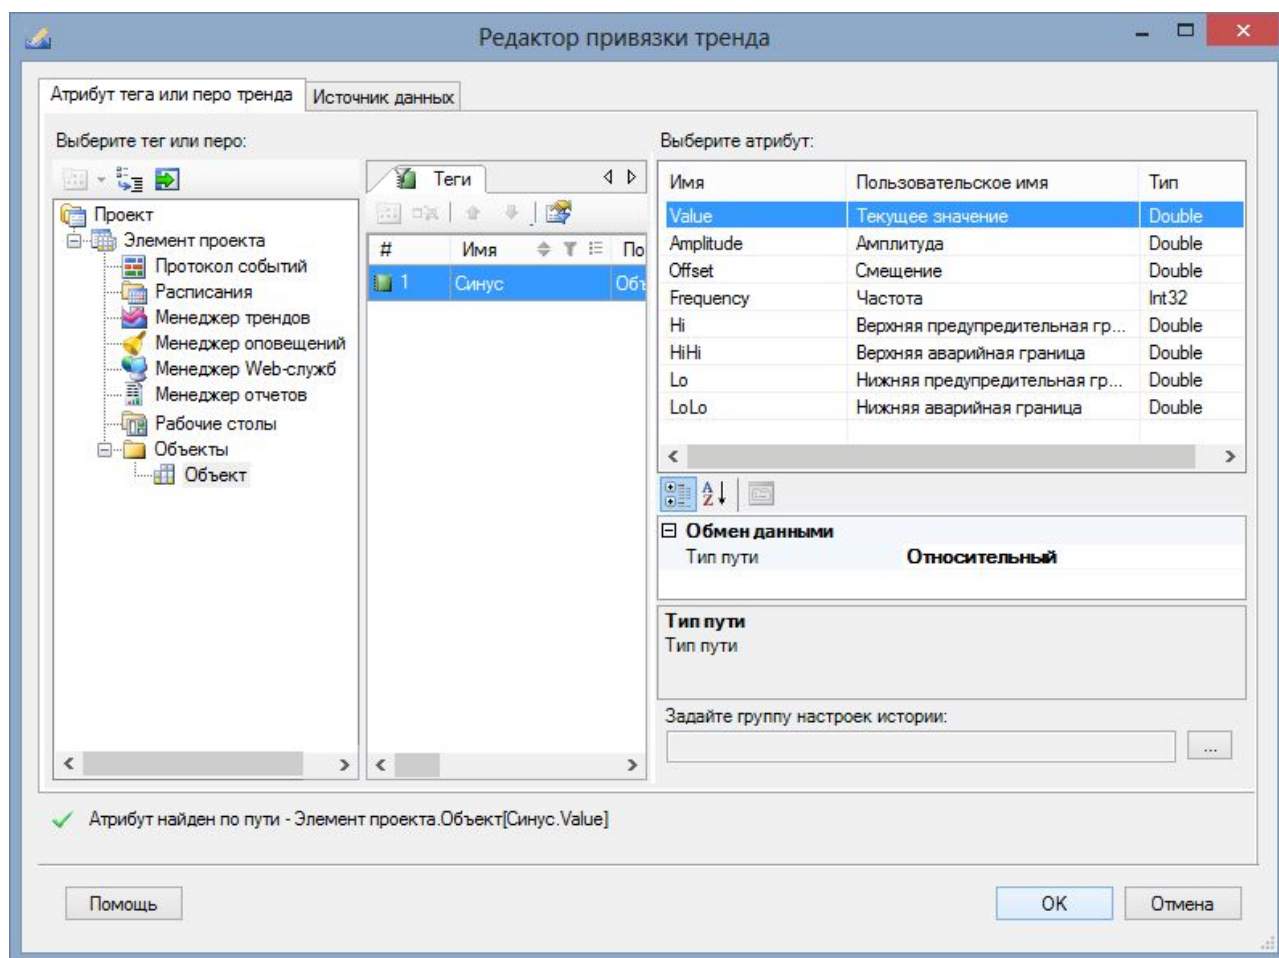 Редактор привязки тренда
Атрибут тега или перо тренда
Источник данных
Выберите тег или перо:
Проект
Элемент проекта
Протокол событий
Расписания
Менеджер трендов
Менеджер оповещений
Менеджер Web-служб
Менеджер отчетов
Рабочие столы
Объекты
Объект
Теги
# Имя По
1 Синус Объ
Выберите атрибут:
Имя Пользовательское имя Тип
Value Текущее значение Double
Amplitude Амплитуда Double
Offset Смещение Double
Frequency Частота Int32
Hi Верхняя предупредительная гр... Double
HiHi Верхняя аварийная граница Double
Lo Нижняя предупредительная гр... Double
LoLo Нижняя аварийная граница Double
Обмен данными
Тип пути Относительный
Тип пути
Тип пути
Задайте группу настроек истории:
...
Атрибут найден по пути - Элемент проекта.Объект[Синус.Value]
Помощь
OK
Отмена